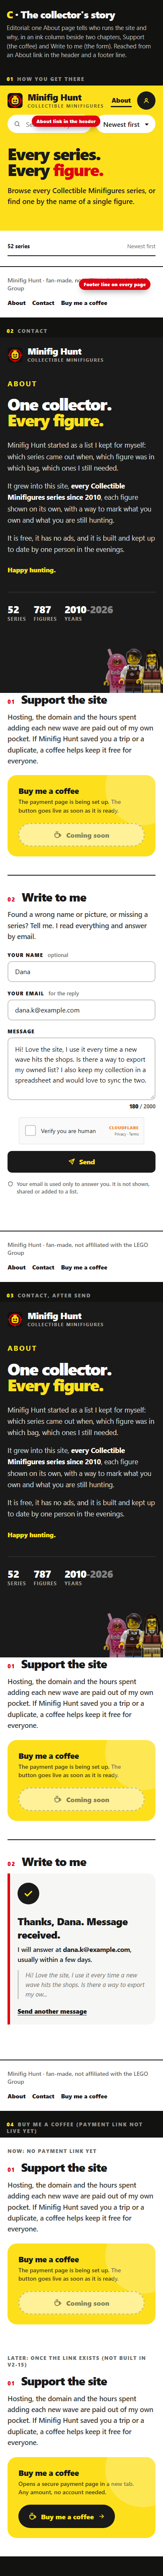 C · The collector's story
Editorial: one About page tells who runs the site and why, in an ink column beside two chapters, Support (the coffee) and Write to me (the form). Reached from an About link in the header and a footer line.
01 HOW YOU GET THERE
Minifig Hunt
COLLECTIBLE MINIFIGURES
About
About link in the header
Newest first
Every series.
Every figure.
Browse every Collectible Minifigures series, or find one by the name of a single figure.
52 series
Newest first
Minifig Hunt · fan-made, not affiliated with the LEGO
Group
Footer line on every page
About
Contact
Buy me a coffee
02 CONTACT
Minifig Hunt
COLLECTIBLE MINIFIGURES
ABOUT
One collector.
Every figure.
Minifig Hunt started as a list I kept for myself:
which series came out when, which figure was in
which bag, which ones I still needed.
It grew into this site, every Collectible
Minifigures series since 2010, each figure
shown on its own, with a way to mark what you
own and what you are still hunting.
It is free, it has no ads, and it is built and kept up
to date by one person in the evenings.
Happy hunting.
52
SERIES
787
FIGURES
2010–2026
YEARS
01 Support the site
Hosting, the domain and the hours spent
adding each new wave are paid out of my own
pocket. If Minifig Hunt saved you a trip or a
duplicate, a coffee helps keep it free for
everyone.
Buy me a coffee
The payment page is being set up. The
button goes live as soon as it is ready.
Coming soon
02 Write to me
Found a wrong name or picture, or missing a
series? Tell me. I read everything and answer
by email.
YOUR NAME optional
Dana
YOUR EMAIL for the reply
dana.k@example.com
MESSAGE
Hi! Love the site, I use it every time a new
wave hits the shops. Is there a way to export
my owned list? I also keep my collection in a
spreadsheet and would love to sync the two.
180 / 2000
Verify you are human
CLOUDFLARE
Privacy · Terms
Send
Your email is used only to answer you. It is not shown,
shared or added to a list.
Minifig Hunt · fan-made, not affiliated with the LEGO
Group
About
Contact
Buy me a coffee
03 CONTACT, AFTER SEND
Minifig Hunt
COLLECTIBLE MINIFIGURES
ABOUT
One collector.
Every figure.
Minifig Hunt started as a list I kept for myself:
which series came out when, which figure was in
which bag, which ones I still needed.
It grew into this site, every Collectible
Minifigures series since 2010, each figure
shown on its own, with a way to mark what you
own and what you are still hunting.
It is free, it has no ads, and it is built and kept up
to date by one person in the evenings.
Happy hunting.
52
SERIES
787
FIGURES
2010–2026
YEARS
01 Support the site
Hosting, the domain and the hours spent
adding each new wave are paid out of my own
pocket. If Minifig Hunt saved you a trip or a
duplicate, a coffee helps keep it free for
everyone.
Buy me a coffee
The payment page is being set up. The
button goes live as soon as it is ready.
Coming soon
02 Write to me
Thanks, Dana. Message
received.
I will answer at dana.k@example.com,
usually within a few days.
Hi! Love the site, I use it every time a new
wave hits the shops. Is there a way to export
my ow...
Send another message
Minifig Hunt · fan-made, not affiliated with the LEGO
Group
About
Contact
Buy me a coffee
04 BUY ME A COFFEE (PAYMENT LINK NOT
LIVE YET)
NOW: NO PAYMENT LINK YET
01 Support the site
Hosting, the domain and the hours spent
adding each new wave are paid out of my own
pocket. If Minifig Hunt saved you a trip or a
duplicate, a coffee helps keep it free for
everyone.
Buy me a coffee
The payment page is being set up. The
button goes live as soon as it is ready.
Coming soon
LATER: ONCE THE LINK EXISTS (NOT BUILT IN
V2-15)
01 Support the site
Hosting, the domain and the hours spent
adding each new wave are paid out of my own
pocket. If Minifig Hunt saved you a trip or a
duplicate, a coffee helps keep it free for
everyone.
Buy me a coffee
Opens a secure payment page in a new tab.
Any amount, no account needed.
Buy me a coffee →